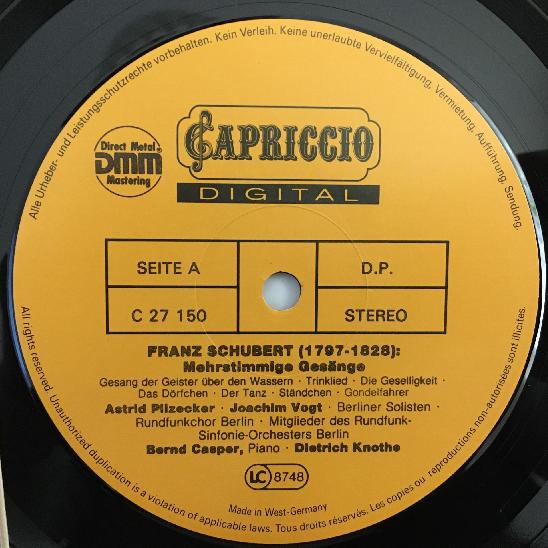 Alle Urheber- und Leistungsschutzrechte vorbehalten. Kein Verleih. Keine unerlaubte Vervielfältigung, Vermietung, Aufführung, Sendung.
CAPRICCIO
DIGITAL
Direct Metal
DMM
Mastering
SEITE A
D.P.
C 27 150
STEREO
FRANZ SCHUBERT (1797-1828):
Mehrstimmige Gesänge
Gesang der Geister über den Wassern · Trinklied · Die Geselligkeit ·
Das Dörfchen · Der Tanz · Ständchen · Gondelfahrer
Astrid Pilzecker · Joachim Vogt · Berliner Solisten ·
Rundfunkchor Berlin · Mitglieder des Rundfunk-
Sinfonie-Orchesters Berlin
Bernd Casper, Piano · Dietrich Knothe
LC 8748
Made in West-Germany
All rights reserved. Unauthorized duplication is a violation of applicable laws. Tous droits réservés. Les copies ou reproductions non-autorisées sont illicites.